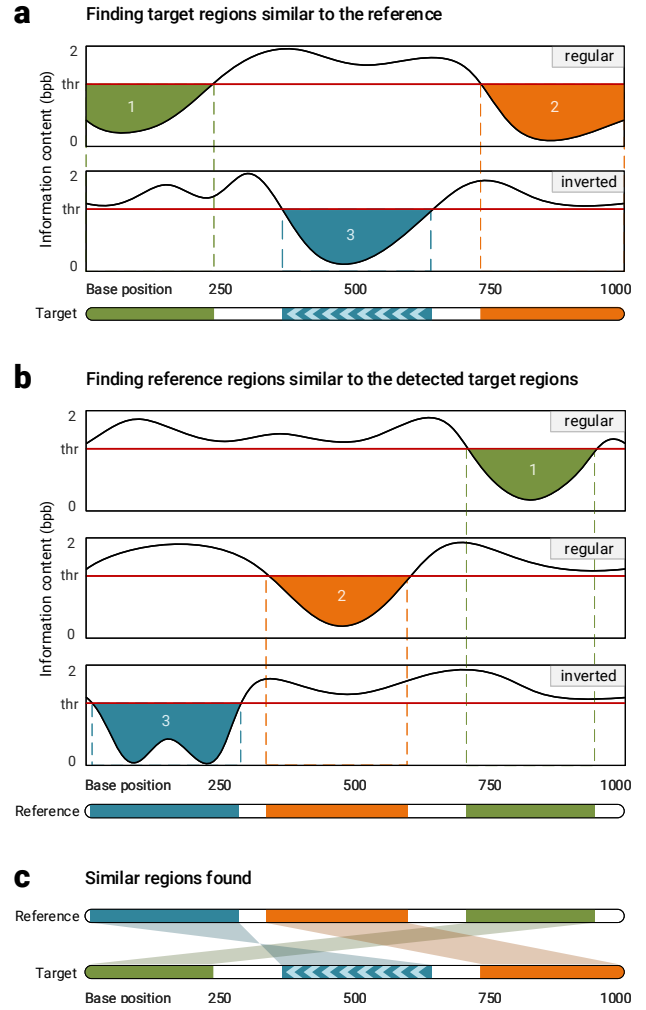 a Finding target regions similar to the reference
2
regular
thr
1
2
0
Information content (bpb)
2
inverted
thr
3
0
Base position 250 500 750 1000
Target
b Finding reference regions similar to the detected target regions
2
regular
thr
1
0
Information content (bpb)
2
regular
thr
2
0
2
inverted
thr
3
0
Base position 250 500 750 1000
Reference
c Similar regions found
Reference
Target
Base position 250 500 750 1000